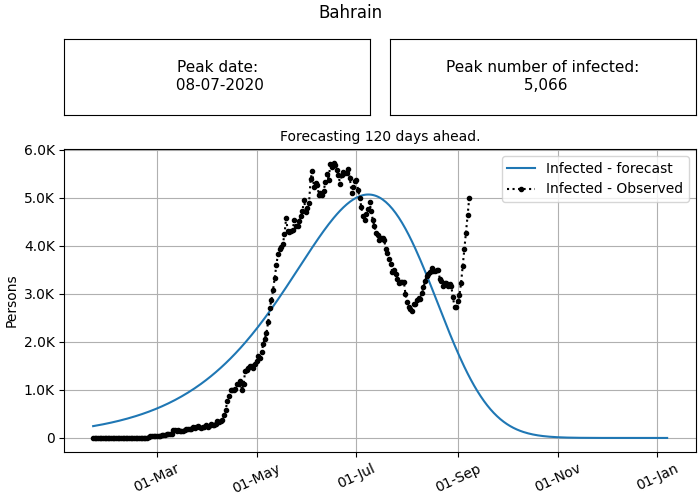 Bahrain
Peak date:
08-07-2020
Peak number of infected:
5,066
Forecasting 120 days ahead.
6.0K
5.0K
4.0K
3.0K
2.0K
1.0K
0
Persons
Infected - forecast
Infected - Observed
01-Mar
01-May
01-Jul
01-Sep
01-Nov
01-Jan